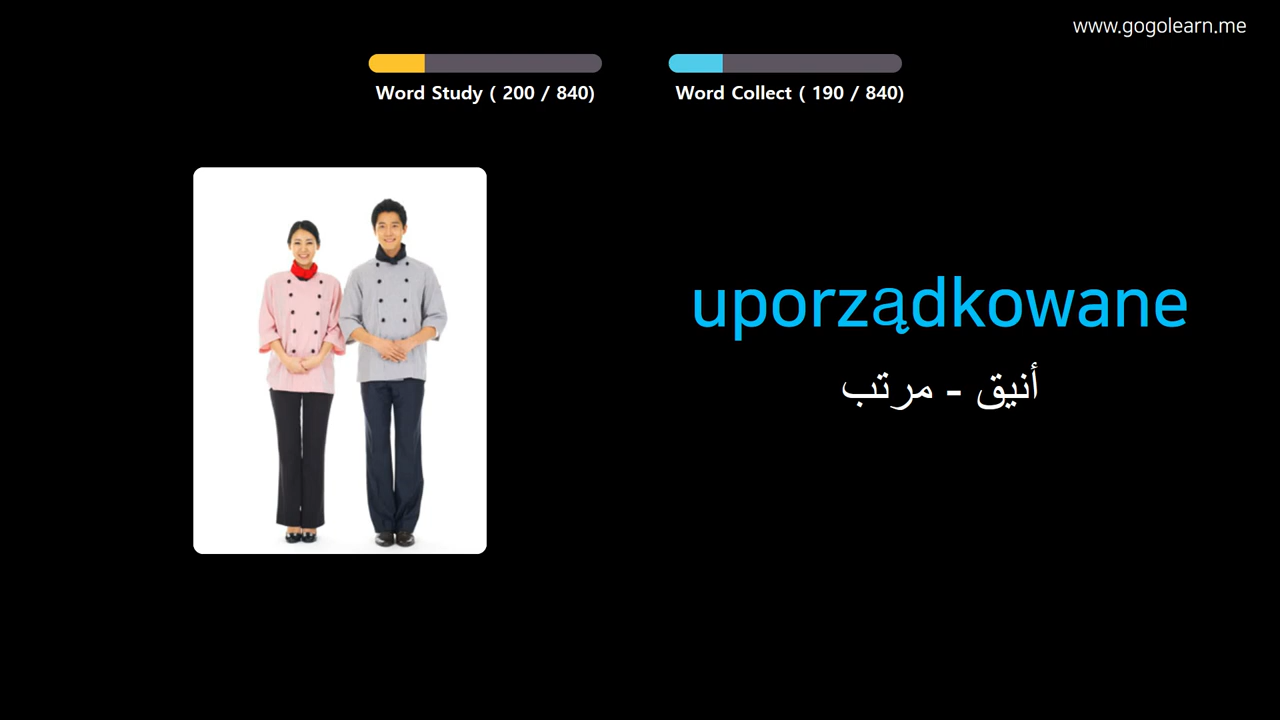 www.gogolearn.me
Word Study ( 200 / 840)
Word Collect ( 190 / 840)
uporządkowane
أنيق - مرتب